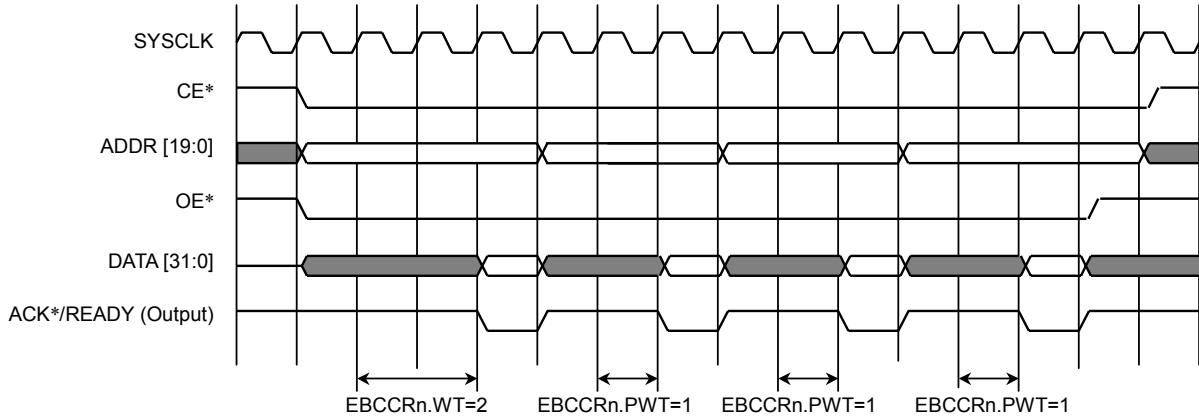 SYSCLK
CE*
ADDR [19:0]
OE*
DATA [31:0]
ACK*/READY (Output)
EBCCRn.WT=2 EBCCRn.PWT=1 EBCCRn.PWT=1 EBCCRn.PWT=1